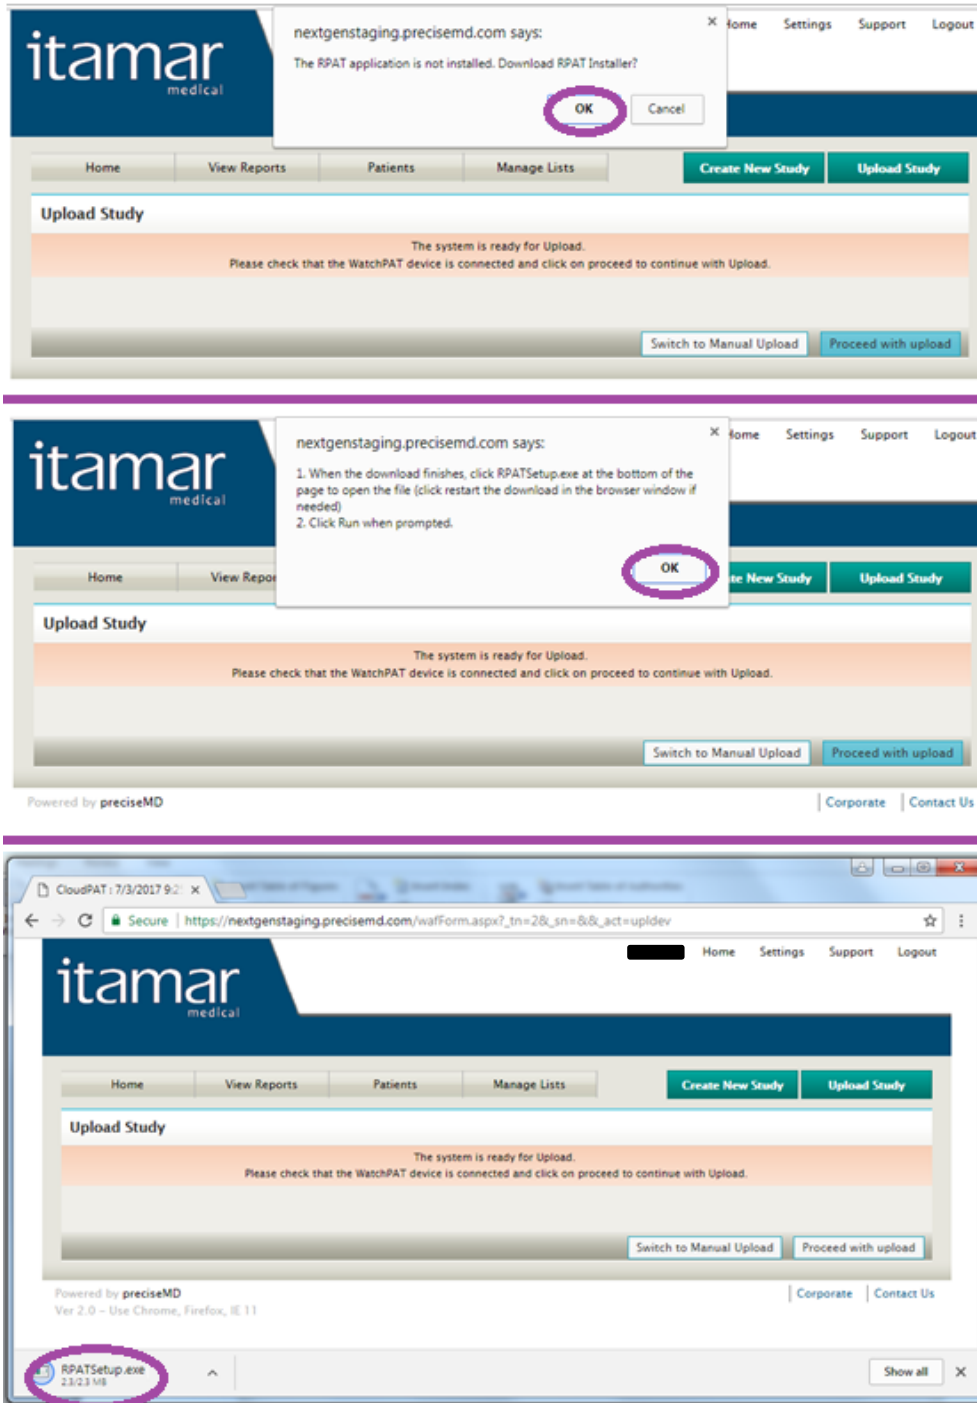 itamar
medical
nextgenstaging.precisemd.com says:
The RPAT application is not installed. Download RPAT Installer?
OK
Cancel
Home Settings Support Logout
Home View Reports Patients Manage Lists Create New Study Upload Study
Upload Study
The system is ready for Upload.
Please check that the WatchPAT device is connected and click on proceed to continue with Upload.
Switch to Manual Upload Proceed with upload
itamar
medical
nextgenstaging.precisemd.com says:
1. When the download finishes, click RPATSetup.exe at the bottom of the
page to open the file (click restart the download in the browser window if
needed)
2. Click Run when prompted.
OK
Home Settings Support Logout
Home View Repor te New Study Upload Study
Upload Study
The system is ready for Upload.
Please check that the WatchPAT device is connected and click on proceed to continue with Upload.
Switch to Manual Upload Proceed with upload
Powered by preciseMD Corporate Contact Us
CloudPAT : 7/3/2017 9:2
Secure https://nextgenstaging.precisemd.com/wafForm.aspx?_tn=2&_sn=&&_act=upldev
itamar
medical
Home Settings Support Logout
Home View Reports Patients Manage Lists Create New Study Upload Study
Upload Study
The system is ready for Upload.
Please check that the WatchPAT device is connected and click on proceed to continue with Upload.
Switch to Manual Upload Proceed with upload
Powered by preciseMD Corporate Contact Us
Ver 2.0 – Use Chrome, Firefox, IE 11
RPATSetup.exe
2.3/2.3 MB
Show all